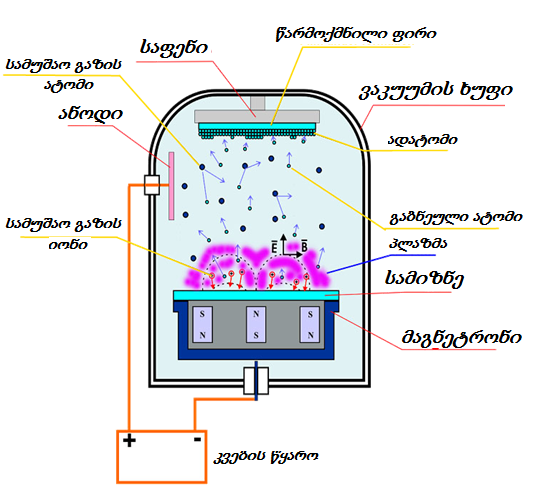 წარმოქმნილი ფირი
საფენი
სამუშაო გაზის
ატომი
ვაკუუმის ხუფი
ანოდი
ადატომი
სამუშაო გაზის
იონი
გაბნეული ატომი
E B
პლაზმა
სამიზნე
S N S
N S N
მაგნეტრონი
+ -
კვების წყარო